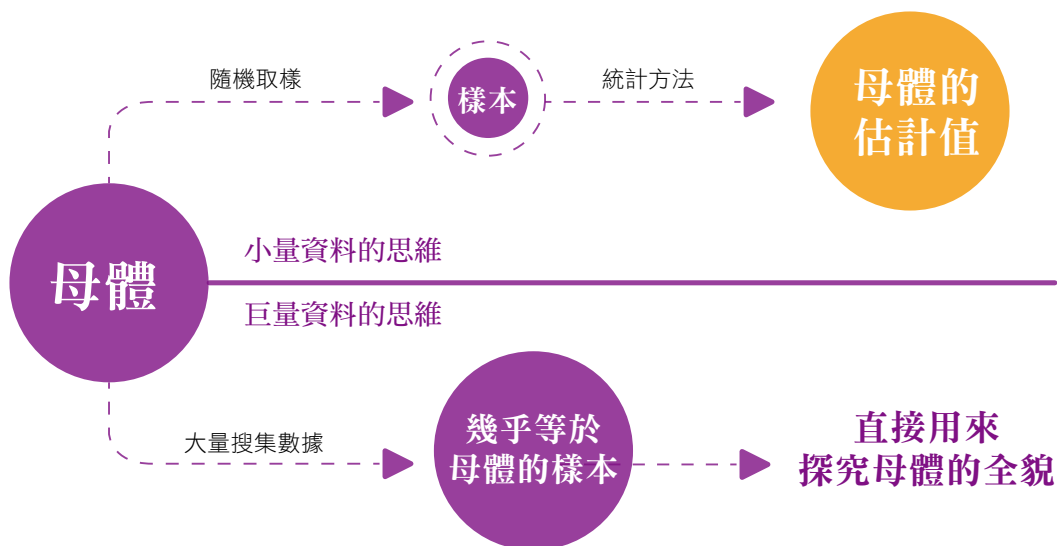 隨機取樣
樣本
統計方法
母體的
估計值
母體
小量資料的思維
巨量資料的思維
大量搜集數據
幾乎等於
母體的樣本
直接用來
探究母體的全貌